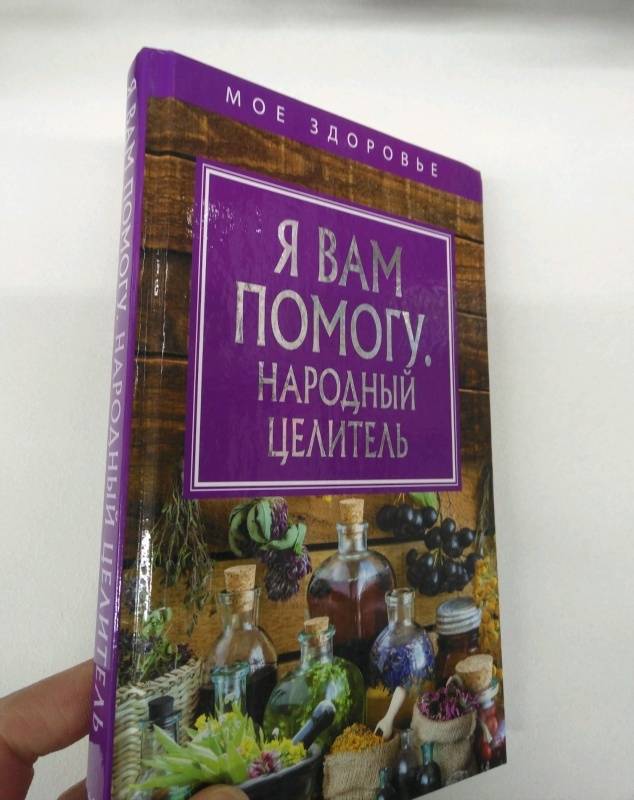 МОЕ ЗДОРОВЬЕ
Я ВАМ
ПОМОГУ.
НАРОДНЫЙ
ЦЕЛИТЕЛЬ
Я ВАМ ПОМОГУ. НАРОДНЫЙ ЦЕЛИТЕЛЬ